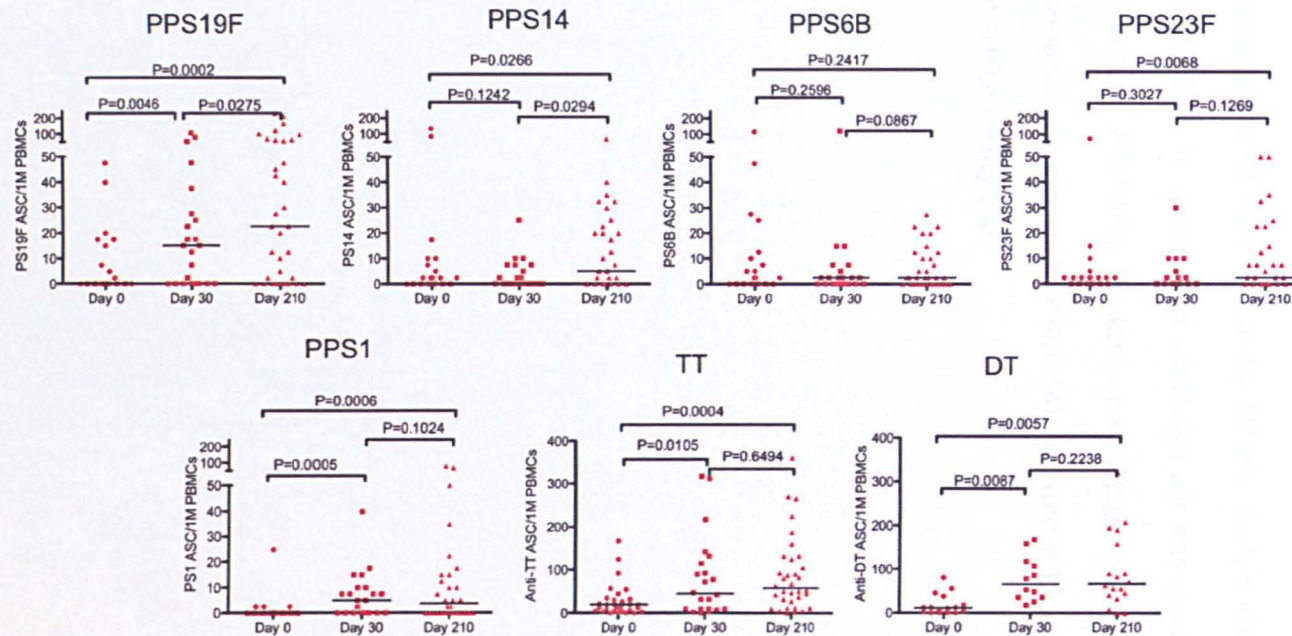 PPS19F
P=0.0002
P=0.0046
P=0.0275
PS19F ASC/1M PBMCs
200
100
50
40
30
20
10
0
Day 0 Day 30 Day 210
PPS14
P=0.0266
P=0.1242
P=0.0294
PS14 ASC/1M PBMCs
200
100
50
40
30
20
10
0
Day 0 Day 30 Day 210
PPS6B
P=0.2417
P=0.2596
P=0.0867
PS6B ASC/1M PBMCs
200
100
50
40
30
20
10
0
Day 0 Day 30 Day 210
PPS23F
P=0.0068
P=0.3027
P=0.1269
PS23F ASC/1M PBMCs
200
100
50
40
30
20
10
0
Day 0 Day 30 Day 210
PPS1
P=0.0006
P=0.1024
P=0.0005
PS1 ASC/1M PBMCs
200
100
50
40
30
20
10
0
Day 0 Day 30 Day 210
TT
P=0.0004
P=0.0105
P=0.6494
Anti-TT ASC/1M PBMCs
400
300
200
100
0
Day 0 Day 30 Day 210
DT
P=0.0057
P=0.2238
P=0.0087
Anti-DT ASC/1M PBMCs
400
300
200
100
0
Day 0 Day 30 Day 210